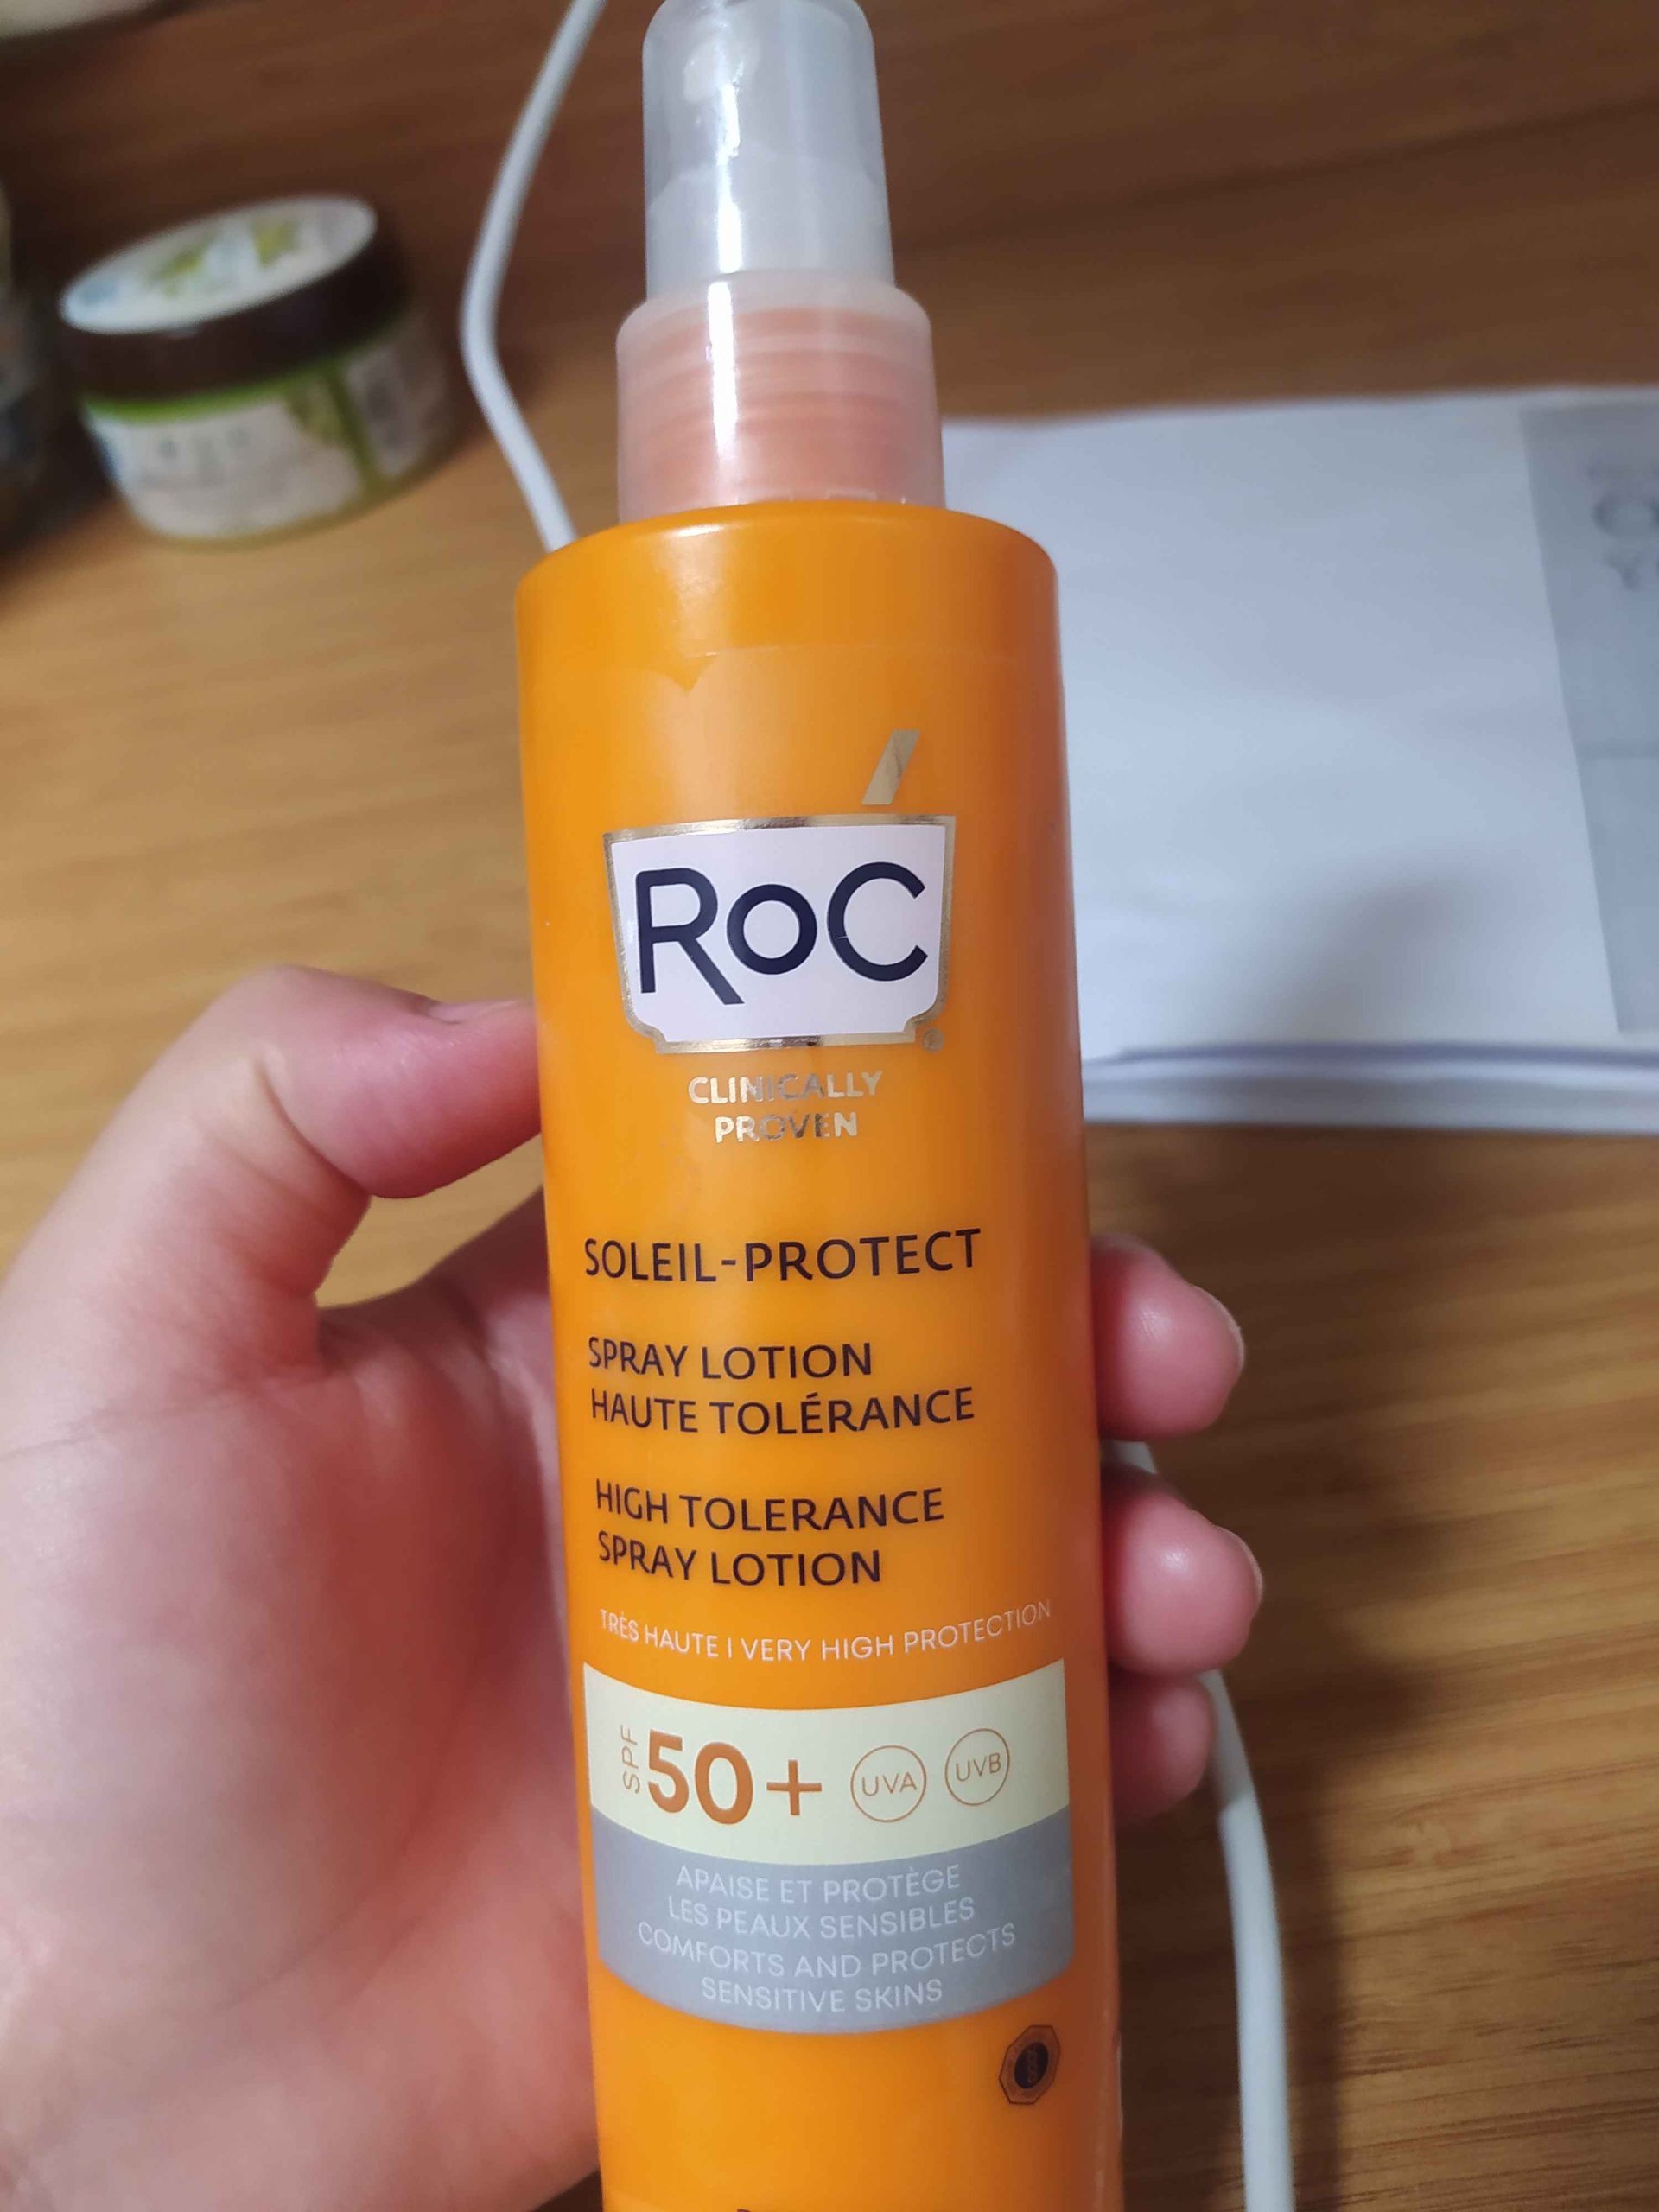 RoC
®
CLINICALLY
PROVEN
SOLEIL-PROTECT
SPRAY LOTION
HAUTE TOLÉRANCE
HIGH TOLERANCE
SPRAY LOTION
TRÈS HAUTE | VERY HIGH PROTECTION
SPF 50+ UVA UVB
APAISE ET PROTÈGE
LES PEAUX SENSIBLES
COMFORTS AND PROTECTS
SENSITIVE SKINS